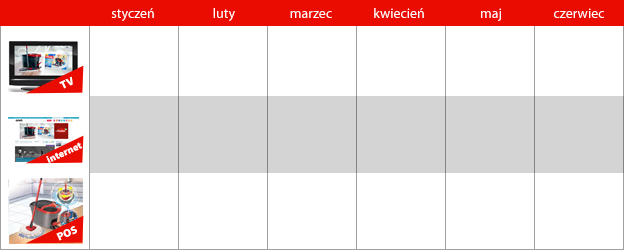 styczeń luty marzec kwiecień maj czerwiec
TV
internet
POS